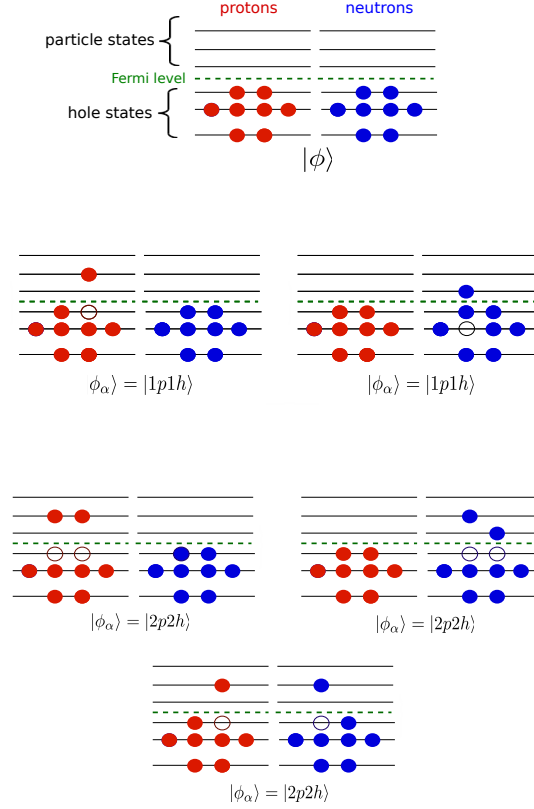 protons neutrons
particle states
Fermi level
hole states
|ϕ⟩
ϕα⟩ = |1p1h⟩ |ϕα⟩ = |1p1h⟩
|ϕα⟩ = |2p2h⟩ |ϕα⟩ = |2p2h⟩
|ϕα⟩ = |2p2h⟩